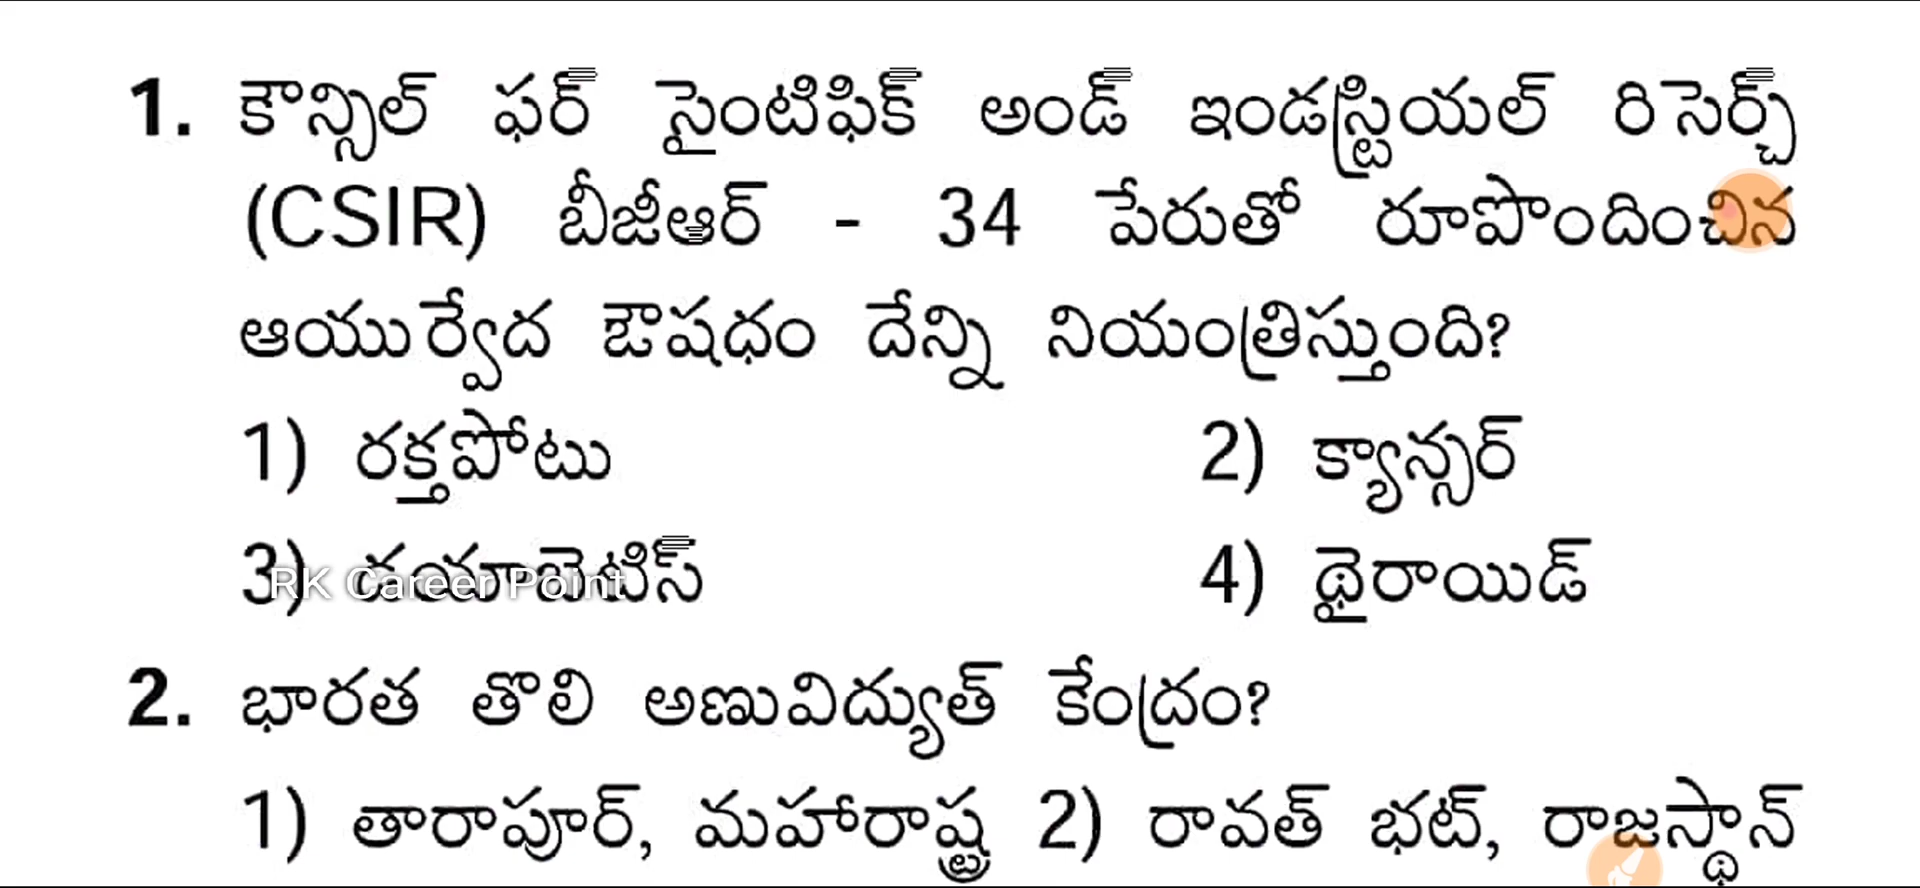 1. కౌన్సిల్ ఫర్ సైంటిఫిక్ అండ్ ఇండస్ట్రియల్ రిసెర్చ్
(CSIR) బీజీఆర్ - 34 పేరుతో రూపొందించిన
ఆయుర్వేద ఔషధం దేన్ని నియంత్రిస్తుంది?
1) రక్తపోటు 2) క్యాన్సర్
3) డయాబెటిస్ 4) థైరాయిడ్
RK Career Point
2. భారత తొలి అణువిద్యుత్ కేంద్రం?
1) తారాపూర్, మహారాష్ట్ర 2) రావత్ భట్, రాజస్థాన్